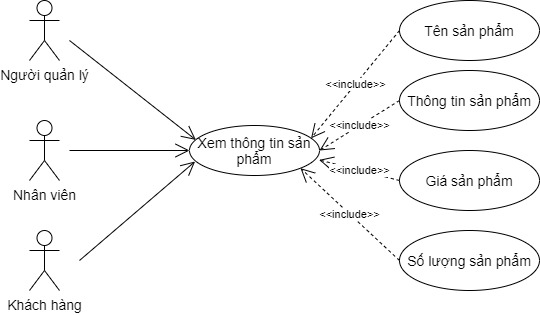 Người quản lý
Nhân viên
Khách hàng
Xem thông tin sản
phẩm
<<include>>
<<include>>
<<include>>
<<include>>
Tên sản phẩm
Thông tin sản phẩm
Giá sản phẩm
Số lượng sản phẩm